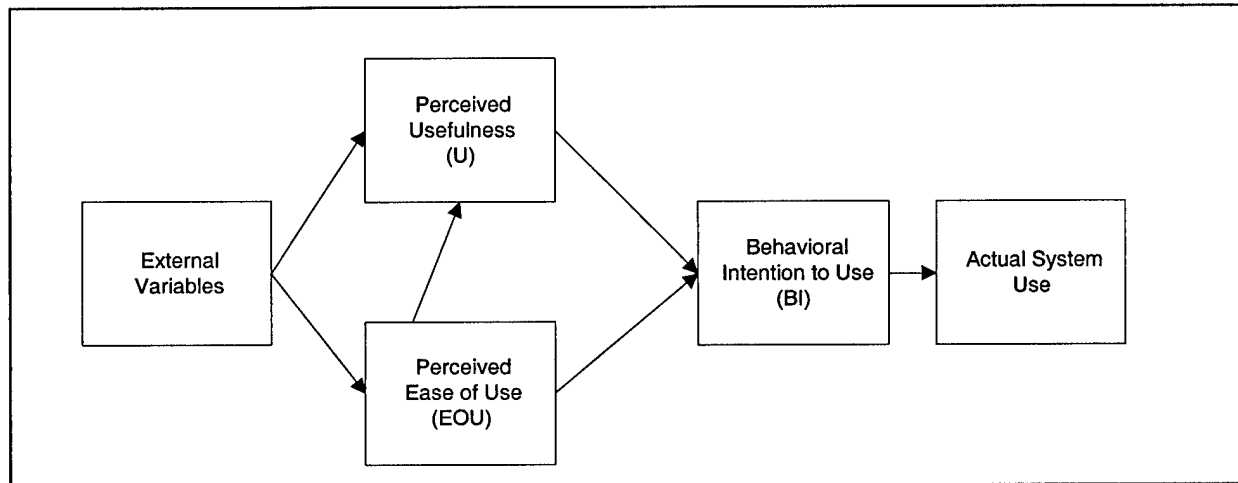 External
Variables
Perceived
Usefulness
(U)
Perceived
Ease of Use
(EOU)
Behavioral
Intention to Use
(BI)
Actual System
Use